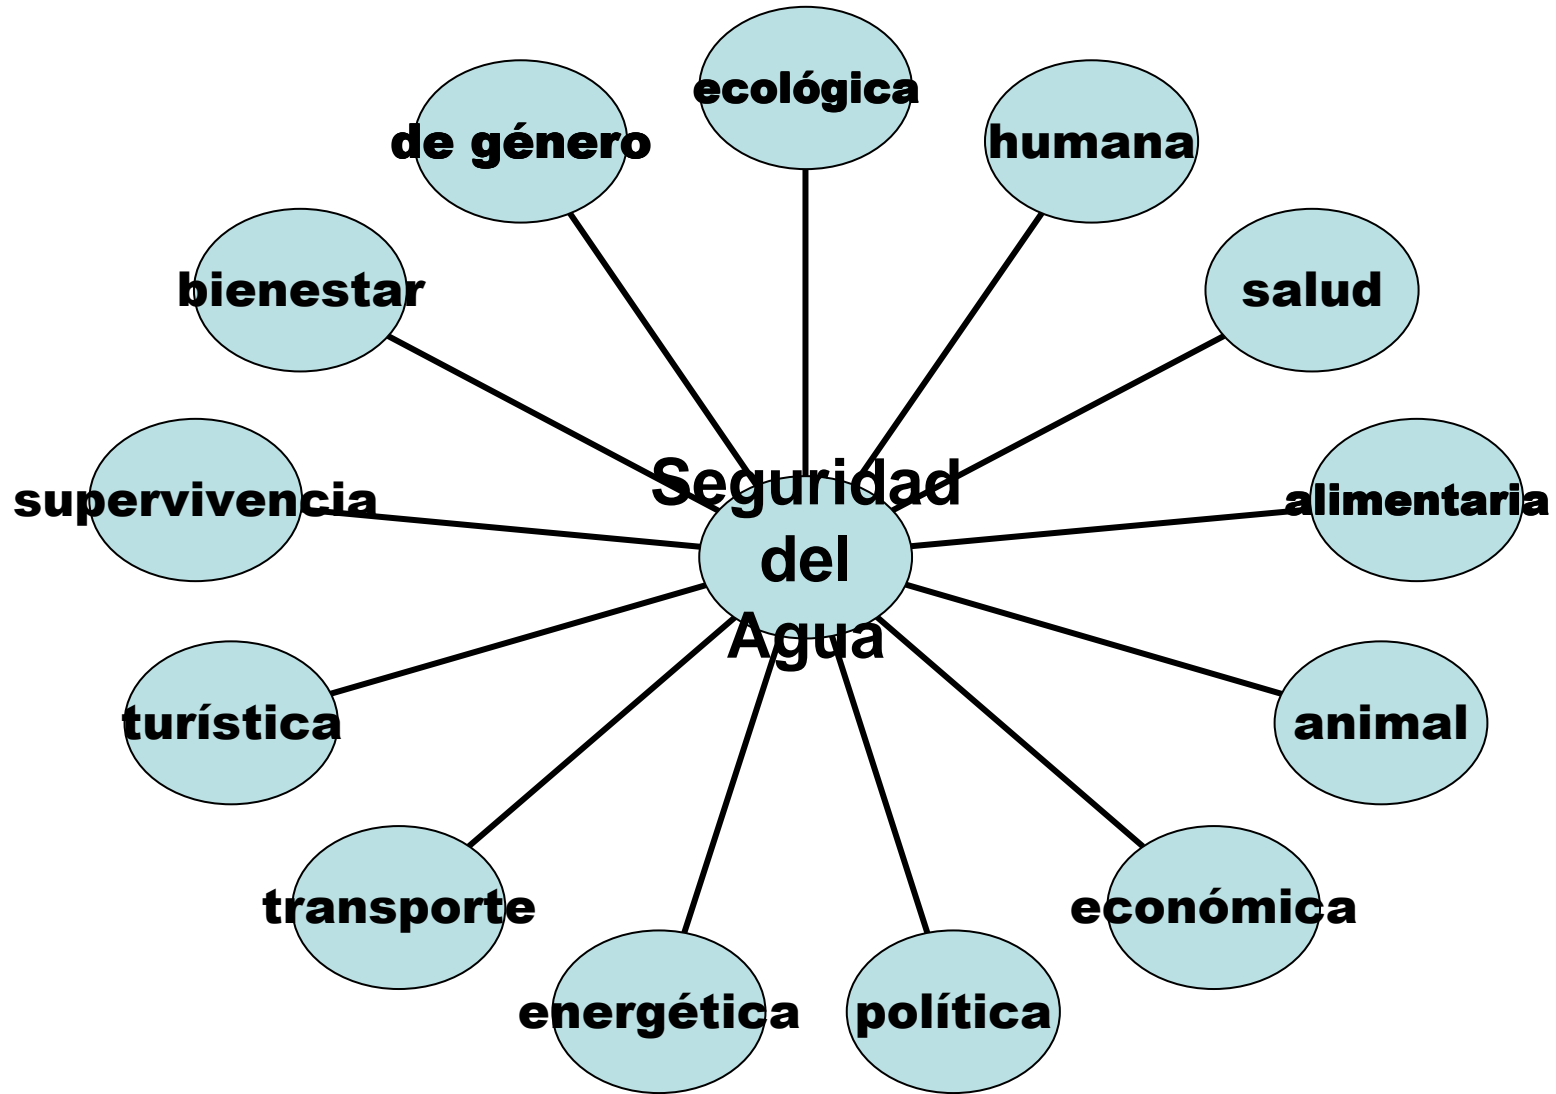 ecológica
humana
salud
alimentaria
animal
económica
política
energética
transporte
turística
supervivencia
bienestar
de género
Seguridad
del
Agua